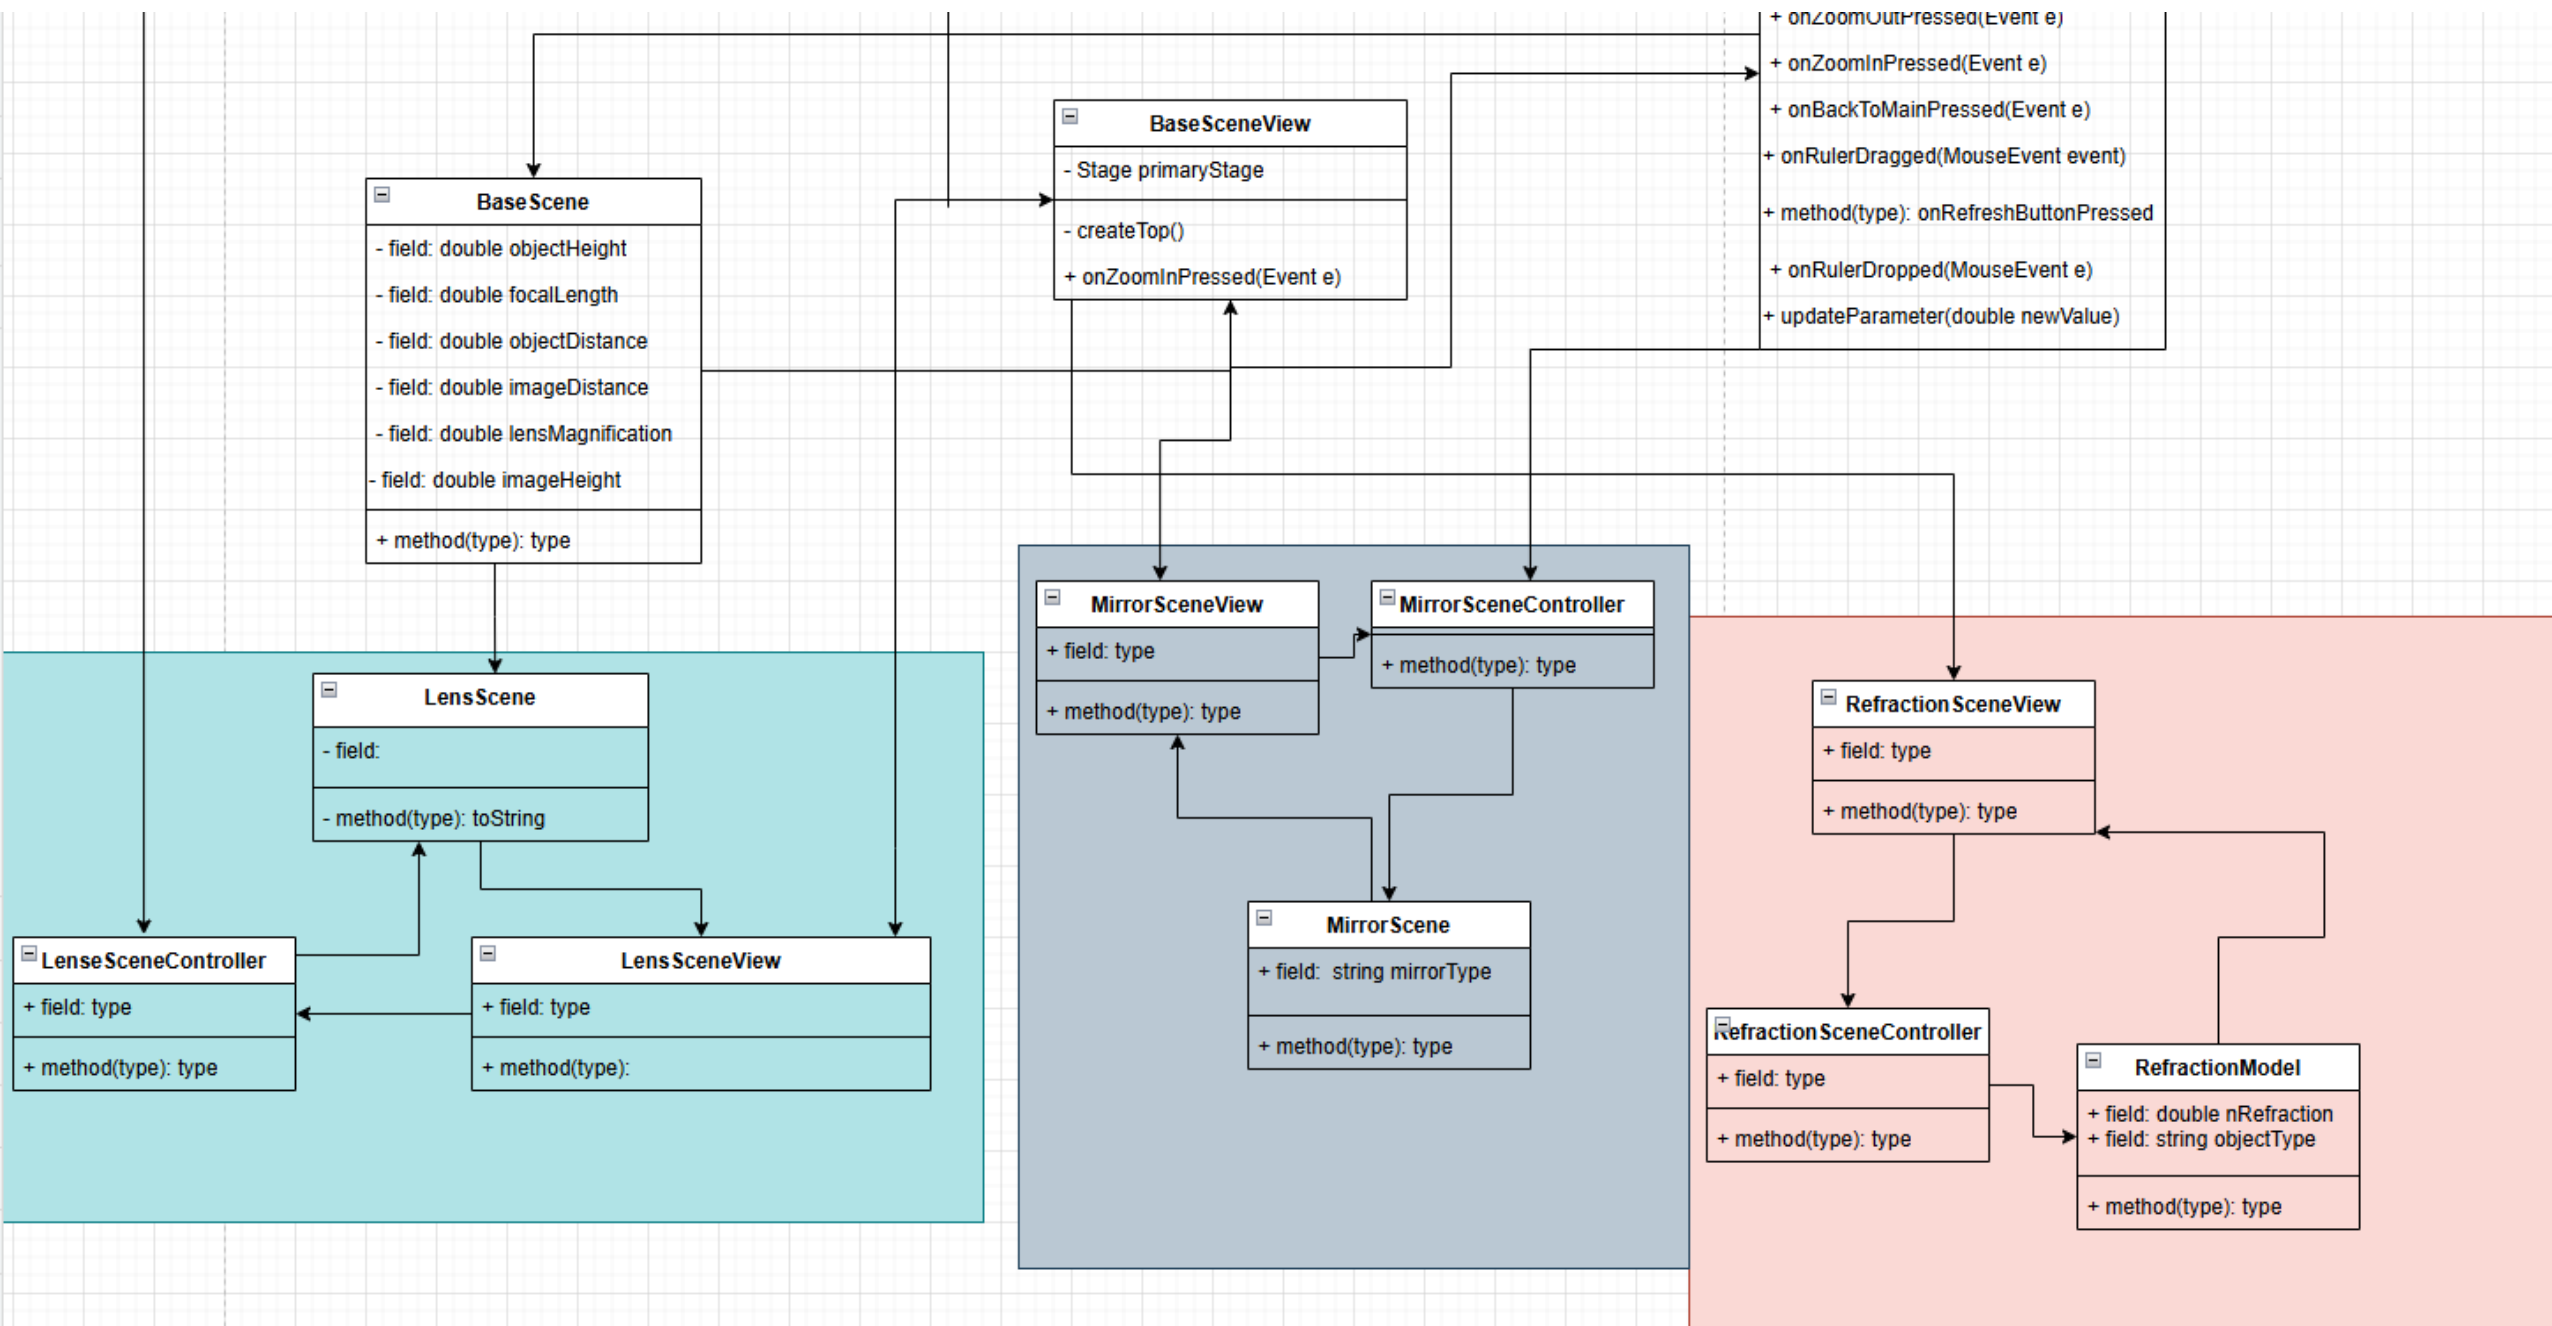 + onZoomOutPressed(Event e)
+ onZoomInPressed(Event e)
+ onBackToMainPressed(Event e)
+ onRulerDragged(MouseEvent event)
+ method(type): onRefreshButtonPressed
+ onRulerDropped(MouseEvent e)
+ updateParameter(double newValue)
BaseSceneView
- Stage primaryStage
- createTop()
+ onZoomInPressed(Event e)
BaseScene
- field: double objectHeight
- field: double focalLength
- field: double objectDistance
- field: double imageDistance
- field: double lensMagnification
- field: double imageHeight
+ method(type): type
LensScene
- field:
- method(type): toString
LenseSceneController
+ field: type
+ method(type): type
LensSceneView
+ field: type
+ method(type):
MirrorSceneView
+ field: type
+ method(type): type
MirrorSceneController
+ method(type): type
MirrorScene
+ field: string mirrorType
+ method(type): type
RefractionSceneView
+ field: type
+ method(type): type
RefractionSceneController
+ field: type
+ method(type): type
RefractionModel
+ field: double nRefraction
+ field: string objectType
+ method(type): type